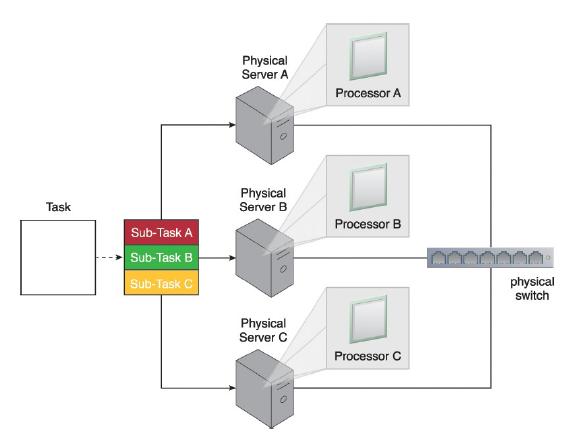 Physical
Server A
Processor A
Task
Sub-Task A
Sub-Task B
Sub-Task C
Physical
Server B
Processor B
physical
switch
Physical
Server C
Processor C